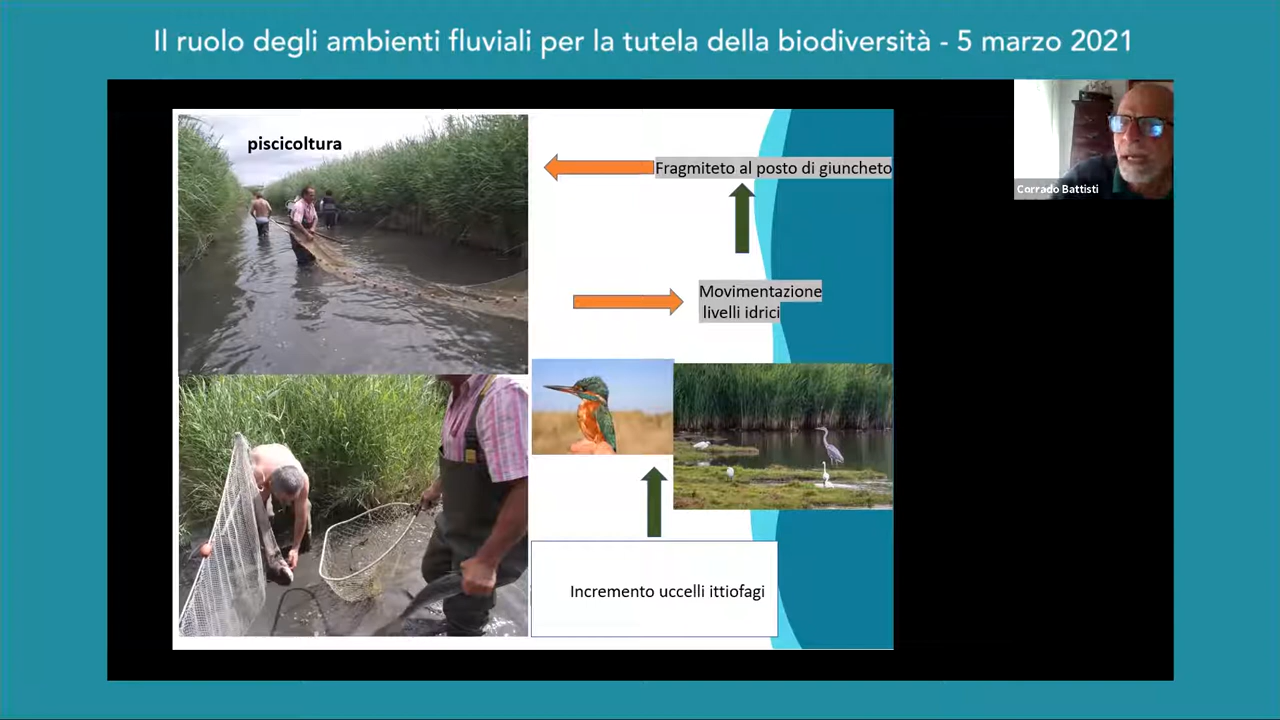 Il ruolo degli ambienti fluviali per la tutela della biodiversità - 5 marzo 2021
piscicoltura
Fragmiteto al posto di giuncheto
Corrado Battisti
Movimentazione
livelli idrici
Incremento uccelli ittiofagi